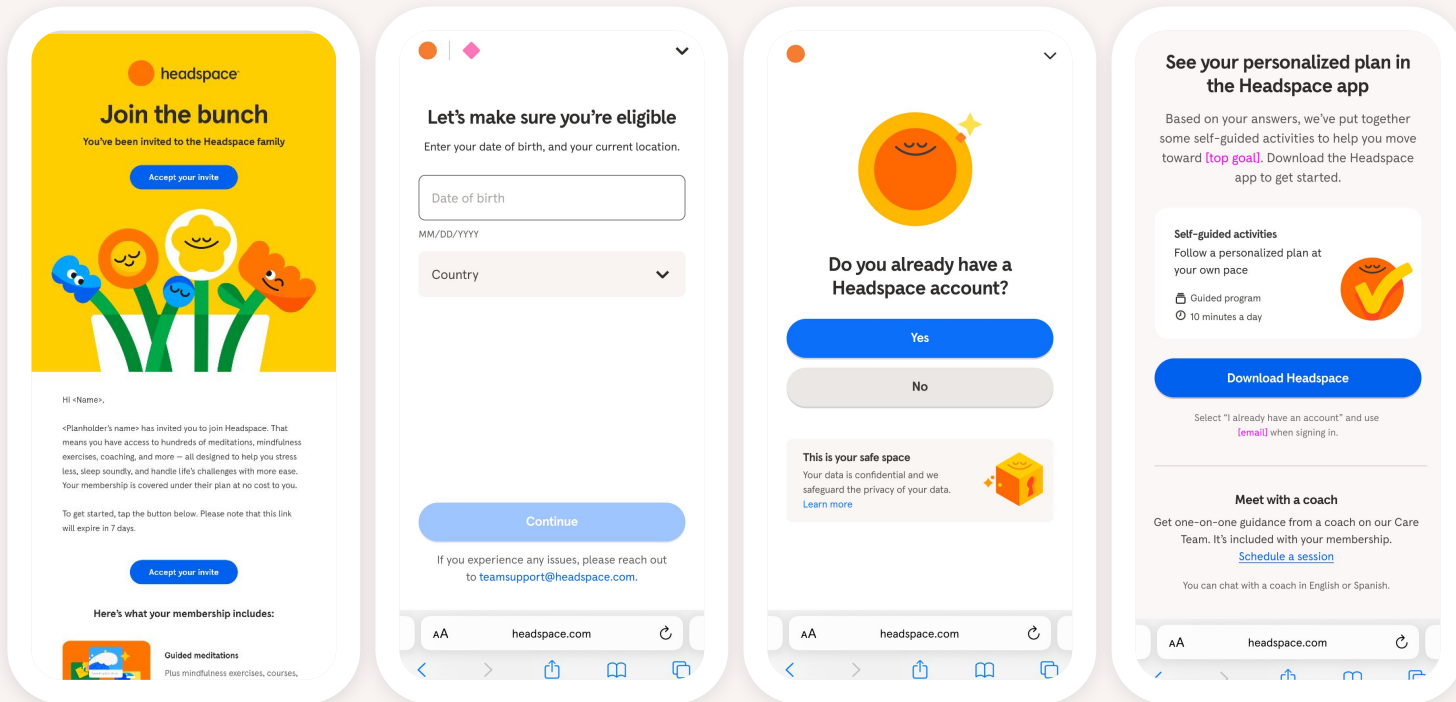 headspace
Join the bunch
You've been invited to the Headspace family
Accept your invite
Hi <Name>,
<Planholder's name> has invited you to join Headspace. That
means you have access to hundreds of meditations, mindfulness
exercises, coaching, and more — all designed to help you stress
less, sleep soundly, and handle life's challenges with more ease.
Your membership is covered under their plan at no cost to you.
To get started, tap the button below. Please note that this link
will expire in 7 days.
Accept your invite
Here's what your membership includes:
Guided meditations
Plus mindfulness exercises, courses,
Let's make sure you're eligible
Enter your date of birth, and your current location.
Date of birth
MM/DD/YYYY
Country
Continue
If you experience any issues, please reach out
to teamsupport@headspace.com.
AA
headspace.com
Do you already have a
Headspace account?
Yes
No
This is your safe space
Your data is confidential and we
safeguard the privacy of your data.
Learn more
AA
headspace.com
See your personalized plan in
the Headspace app
Based on your answers, we've put together
some self-guided activities to help you move
toward [top goal]. Download the Headspace
app to get started.
Self-guided activities
Follow a personalized plan at
your own pace
Guided program
10 minutes a day
Download Headspace
Select "I already have an account" and use
[email] when signing in.
Meet with a coach
Get one-on-one guidance from a coach on our Care
Team. It's included with your membership.
Schedule a session
You can chat with a coach in English or Spanish.
AA
headspace.com